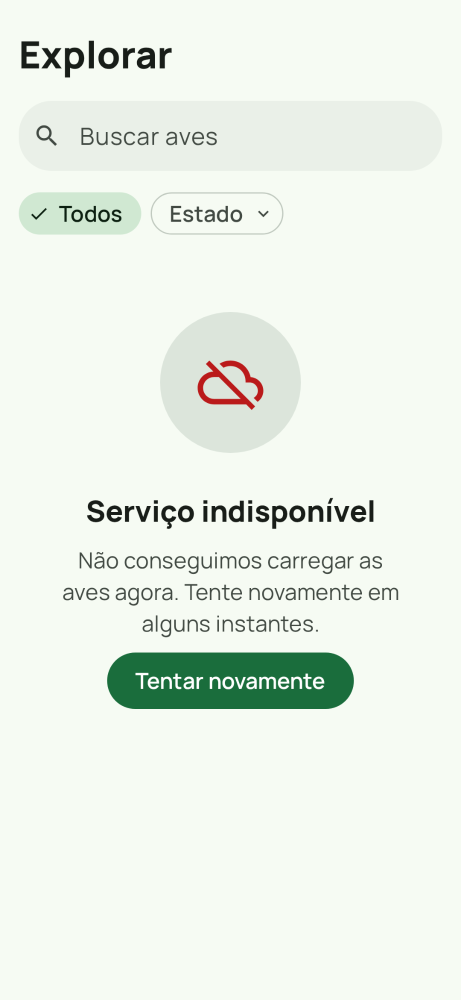 Explorar
Buscar aves
Todos
Estado
Serviço indisponível
Não conseguimos carregar as
aves agora. Tente novamente em
alguns instantes.
Tentar novamente